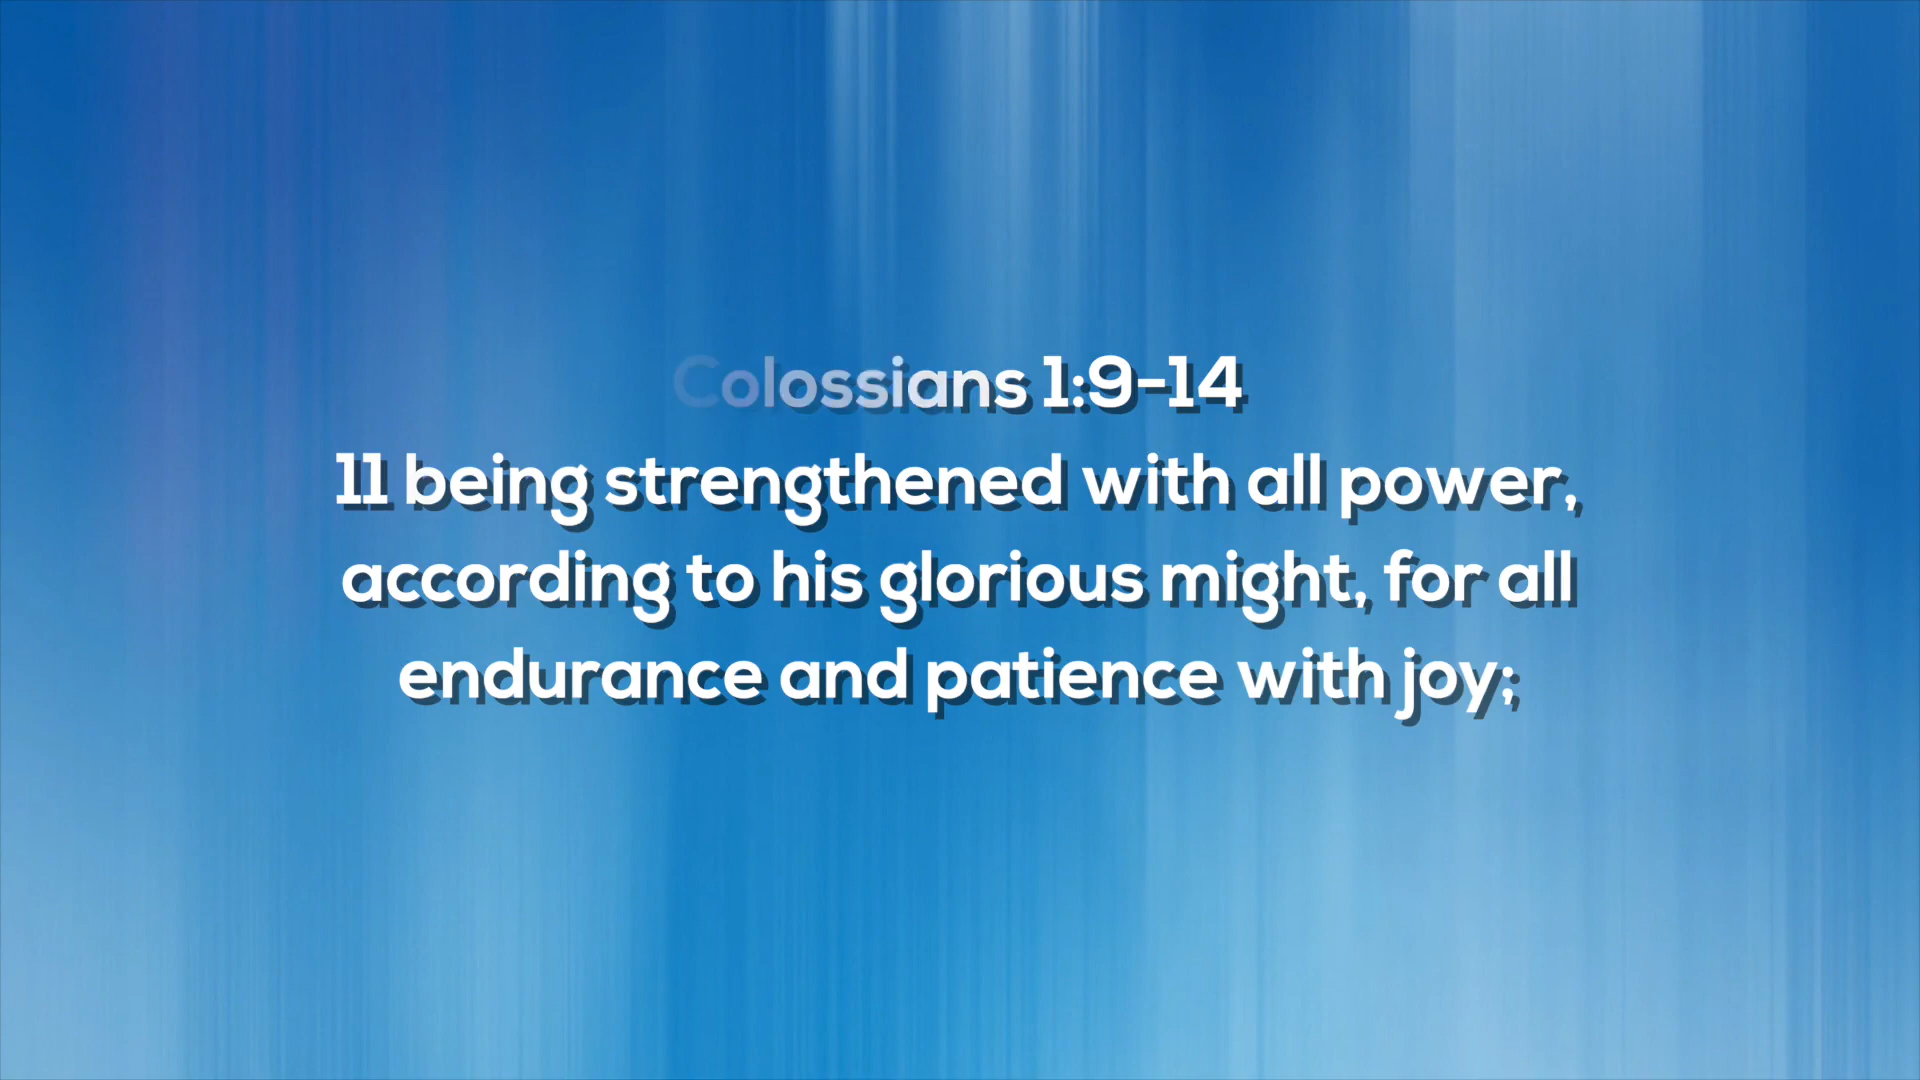 Colossians 1:9-14
11 being strengthened with all power,
according to his glorious might, for all
endurance and patience with joy;